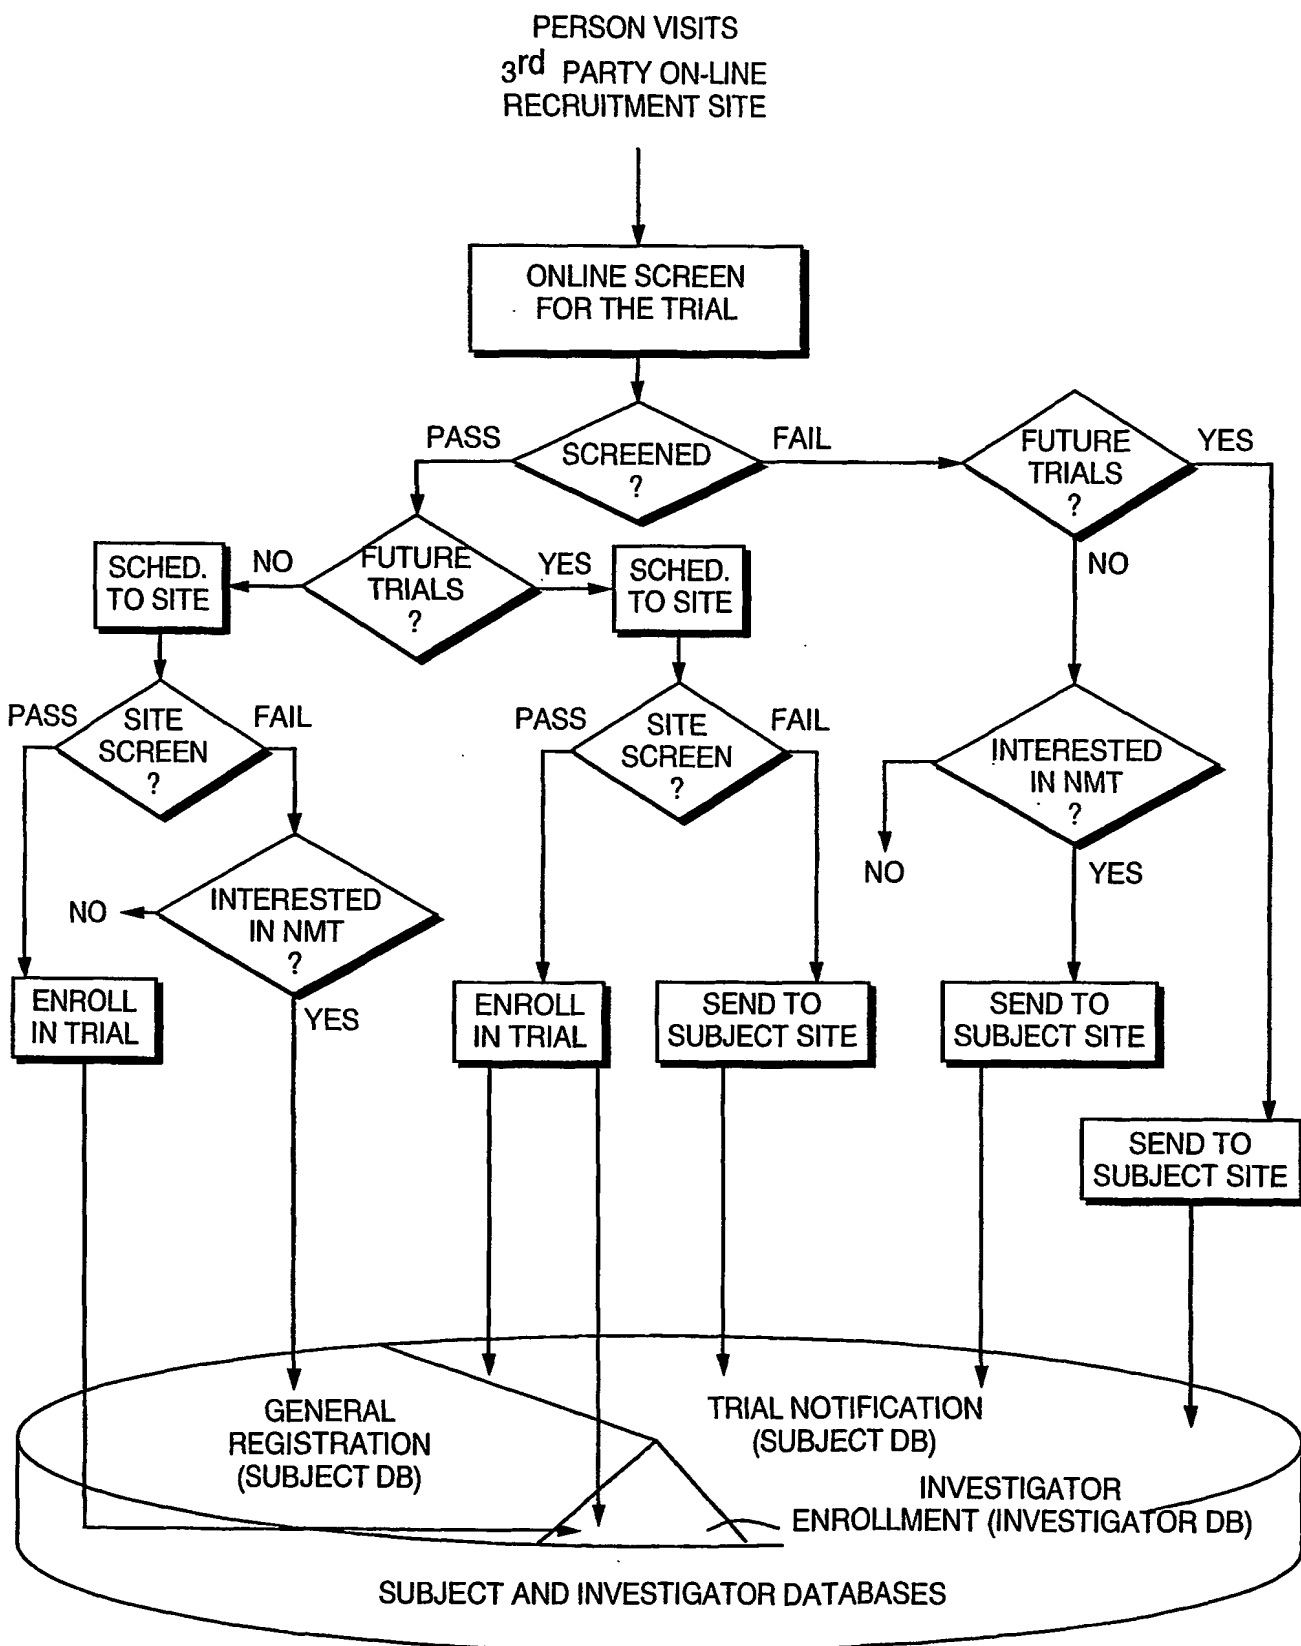 PERSON VISITS
3rd PARTY ON-LINE
RECRUITMENT SITE
ONLINE SCREEN
FOR THE TRIAL
PASS
SCREENED
?
FAIL
FUTURE
TRIALS
?
YES
NO
SCHED.
TO SITE
NO
FUTURE
TRIALS
?
YES
SCHED.
TO SITE
PASS
SITE
SCREEN
?
FAIL
PASS
SITE
SCREEN
?
FAIL
INTERESTED
IN NMT
?
NO
YES
NO
INTERESTED
IN NMT
?
YES
ENROLL
IN TRIAL
ENROLL
IN TRIAL
SEND TO
SUBJECT SITE
SEND TO
SUBJECT SITE
SEND TO
SUBJECT SITE
GENERAL
REGISTRATION
(SUBJECT DB)
TRIAL NOTIFICATION
(SUBJECT DB)
INVESTIGATOR
ENROLLMENT (INVESTIGATOR DB)
SUBJECT AND INVESTIGATOR DATABASES